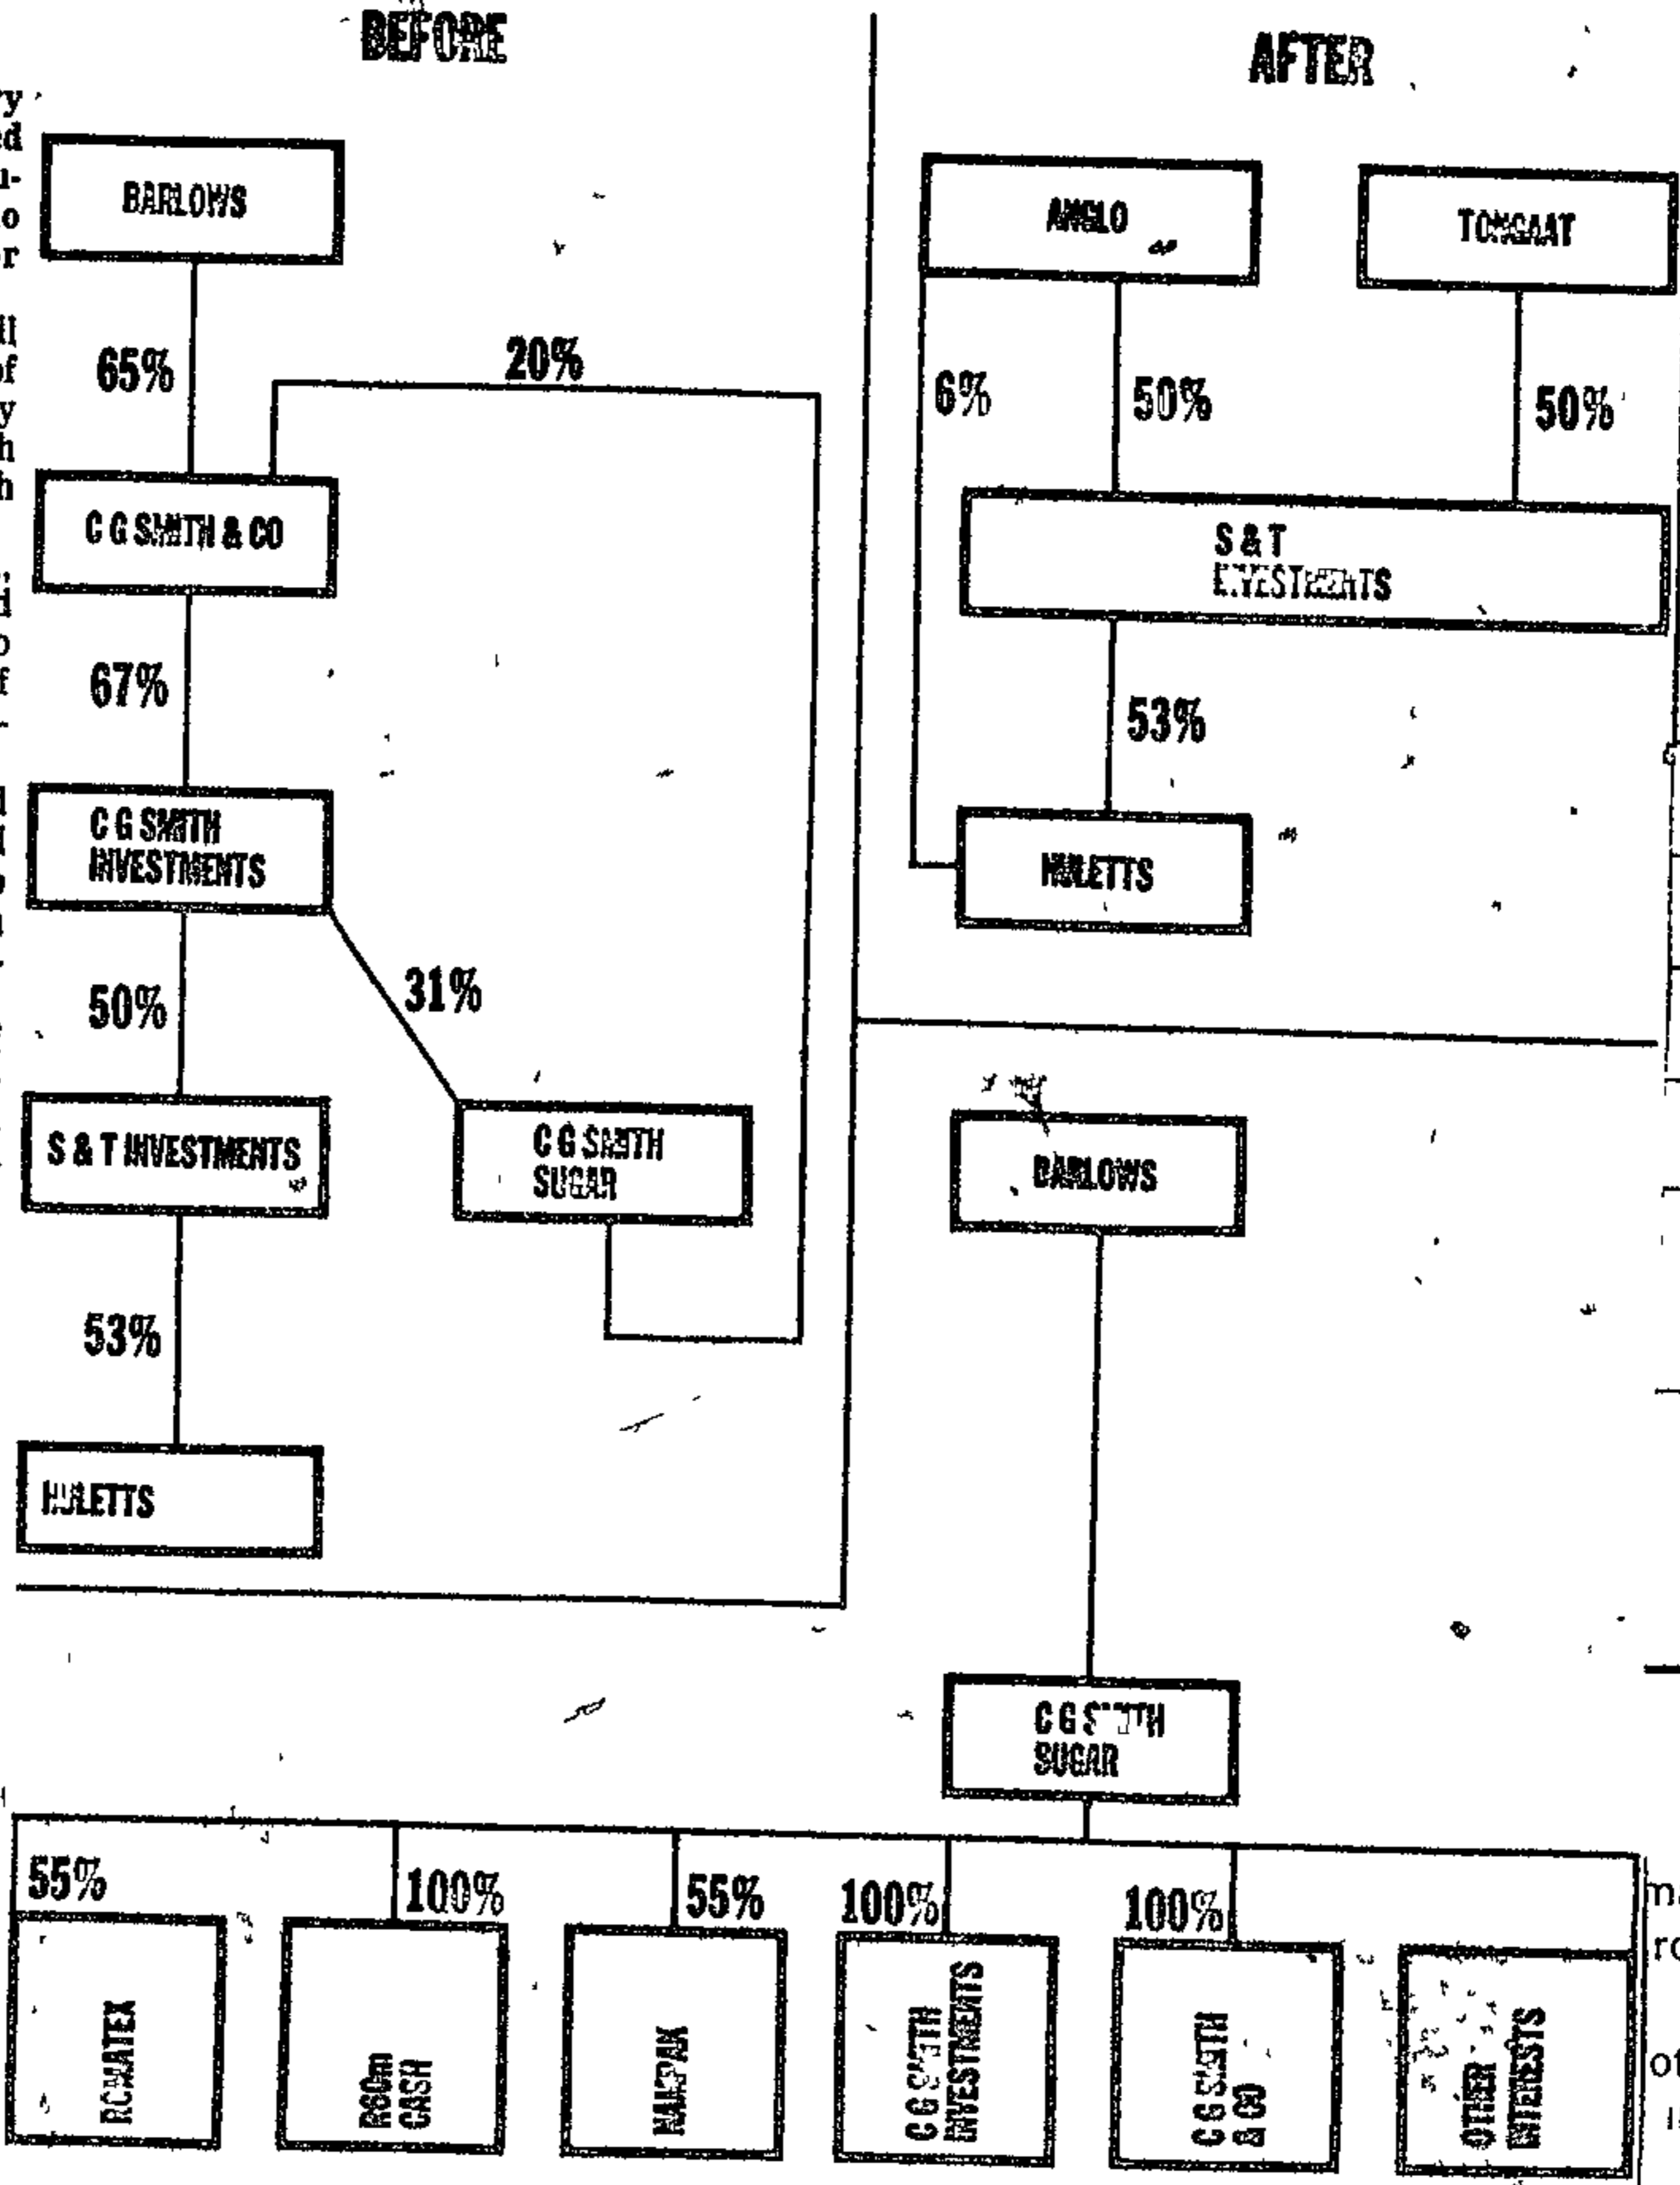 BEFORE
BARLOWS
65%
20%
C G SMITH & CO
67%
C G SMITH
INVESTMENTS
50%
31%
S & T INVESTMENTS
C G SMITH
SUGAR
53%
HULETTS
AFTER
ANGLO
TONGAAT
6%
50%
50%
S & T
INVESTMENTS
53%
HULETTS
BARLOWS
C G SMITH
SUGAR
55%
100%
55%
100%
100%
ROMATEX
R60m
CASH
NAMPAK
C G SMITH
INVESTMENTS
C G SMITH
& CO
OTHER
INTERESTS